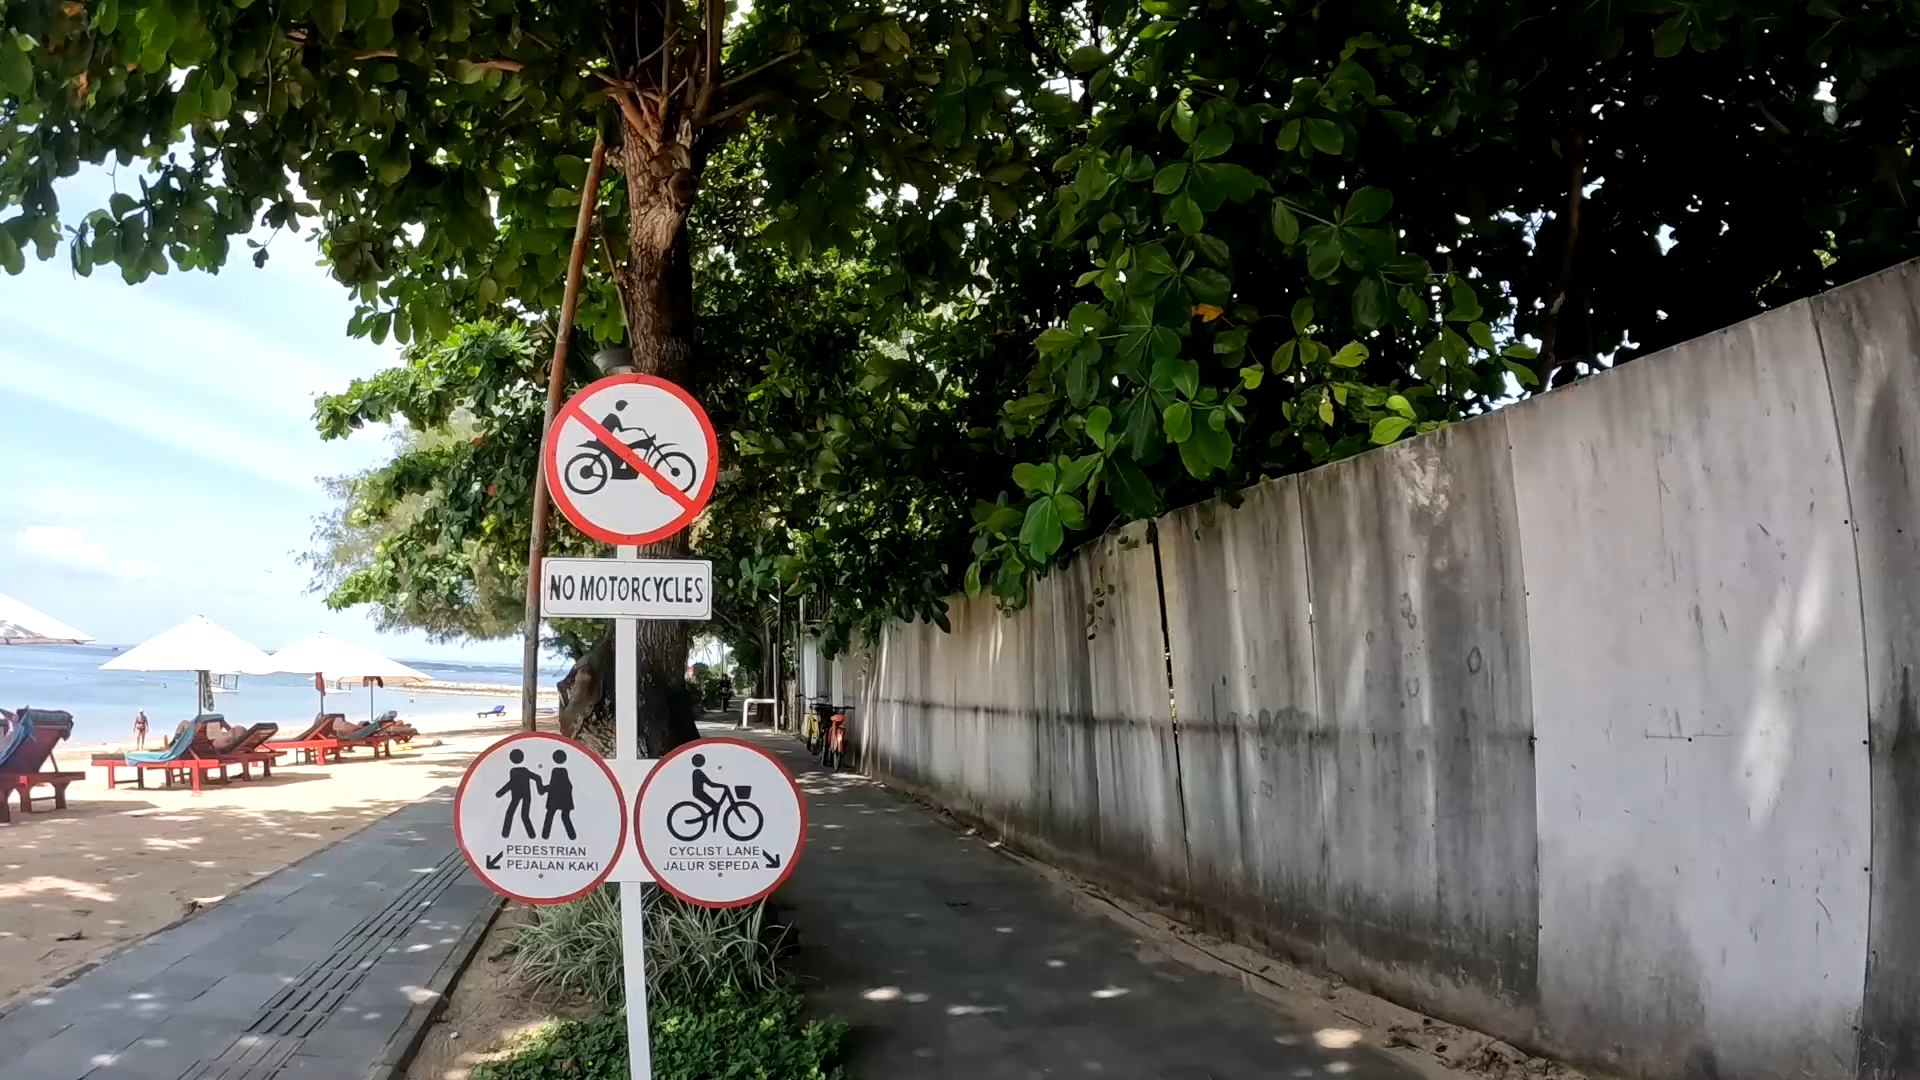 NO MOTORCYCLES
PEDESTRIAN
PEJALAN KAKI
CYCLIST LANE
JALUR SEPEDA